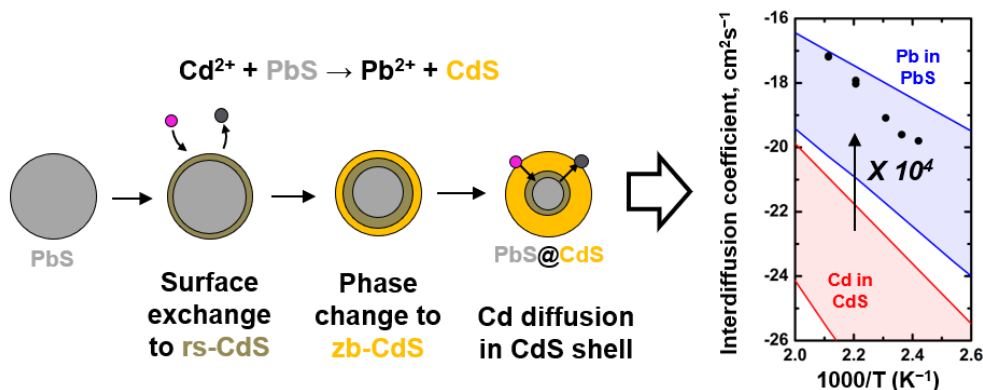 Cd²⁺ + PbS → Pb²⁺ + CdS
PbS
Surface
exchange
to rs-CdS
Phase
change to
zb-CdS
PbS@CdS
Cd diffusion
in CdS shell
Interdiffusion coefficient, cm²s⁻¹
-16
-18
-20
-22
-24
-26
Pb in
PbS
X 10⁴
Cd in
CdS
2.0 2.2 2.4 2.6
1000/T (K⁻¹)